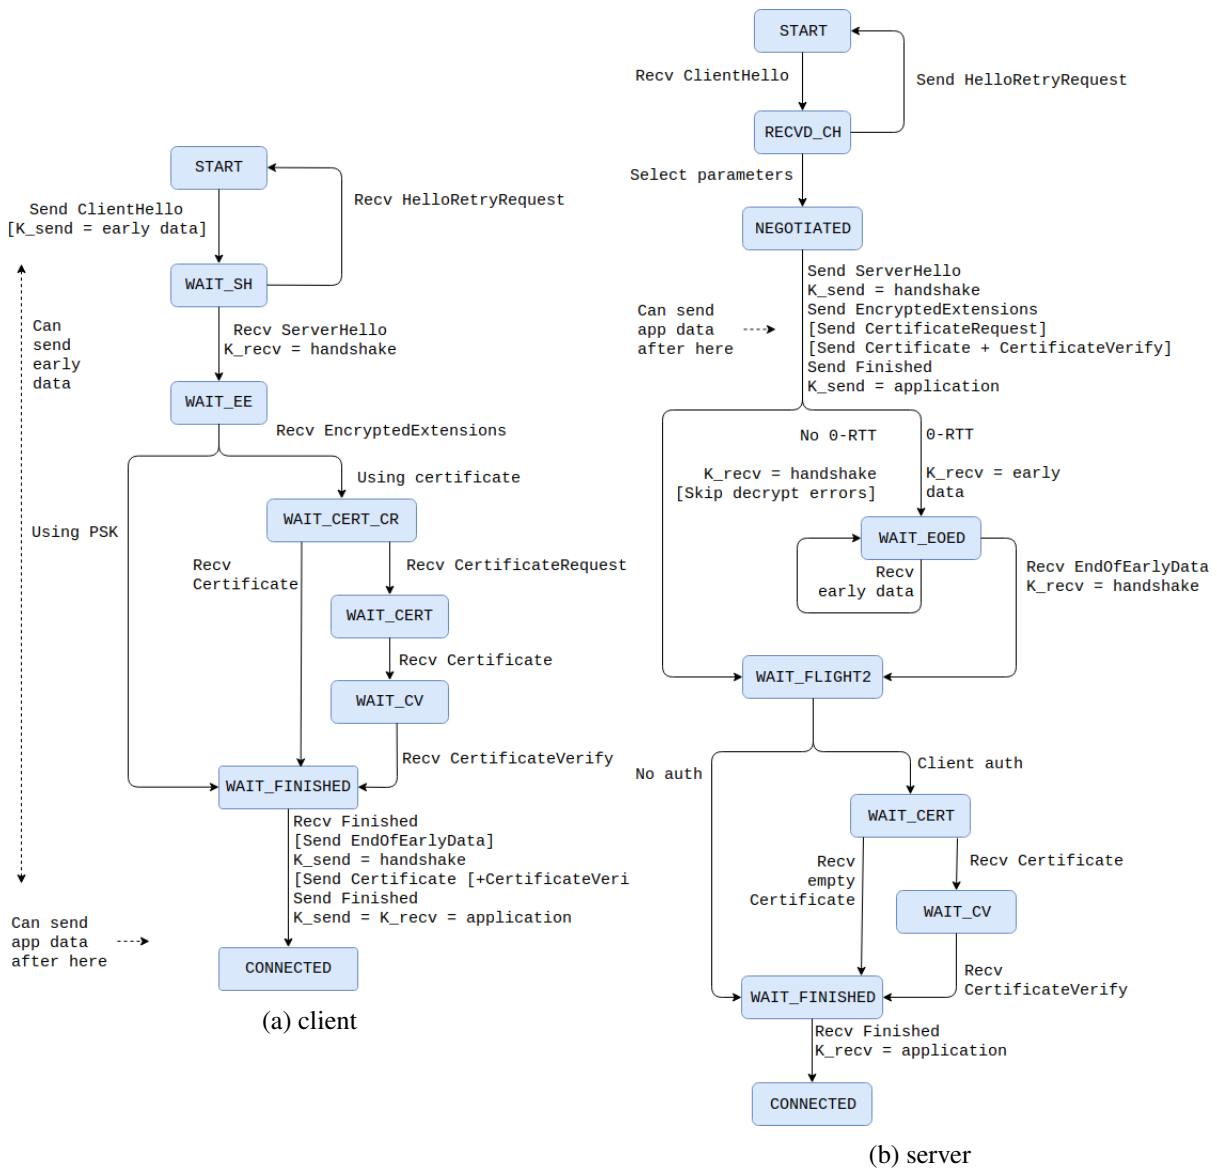 START
Send ClientHello
[K_send = early data]
Recv HelloRetryRequest
WAIT_SH
Can
send
early
data
Recv ServerHello
K_recv = handshake
WAIT_EE
Recv EncryptedExtensions
Using certificate
Using PSK
WAIT_CERT_CR
Recv
Certificate
Recv CertificateRequest
WAIT_CERT
Recv Certificate
WAIT_CV
Recv CertificateVerify
WAIT_FINISHED
Recv Finished
[Send EndOfEarlyData]
K_send = handshake
[Send Certificate [+CertificateVeri
Send Finished
K_send = K_recv = application
Can send
app data
after here
CONNECTED
(a) client
START
Recv ClientHello
Send HelloRetryRequest
RECVD_CH
Select parameters
NEGOTIATED
Send ServerHello
K_send = handshake
Send EncryptedExtensions
[Send CertificateRequest]
[Send Certificate + CertificateVerify]
Send Finished
K_send = application
Can send
app data
after here
No 0-RTT
K_recv = handshake
[Skip decrypt errors]
0-RTT
K_recv = early
data
WAIT_EOED
Recv
early data
Recv EndOfEarlyData
K_recv = handshake
WAIT_FLIGHT2
No auth
Client auth
WAIT_CERT
Recv
empty
Certificate
Recv Certificate
WAIT_CV
Recv
CertificateVerify
WAIT_FINISHED
Recv Finished
K_recv = application
CONNECTED
(b) server